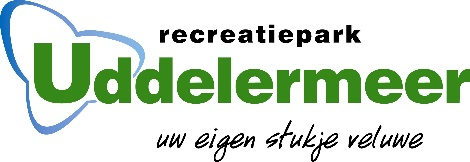 recreatiepark
Uddelermeer
uw eigen stukje veluwe